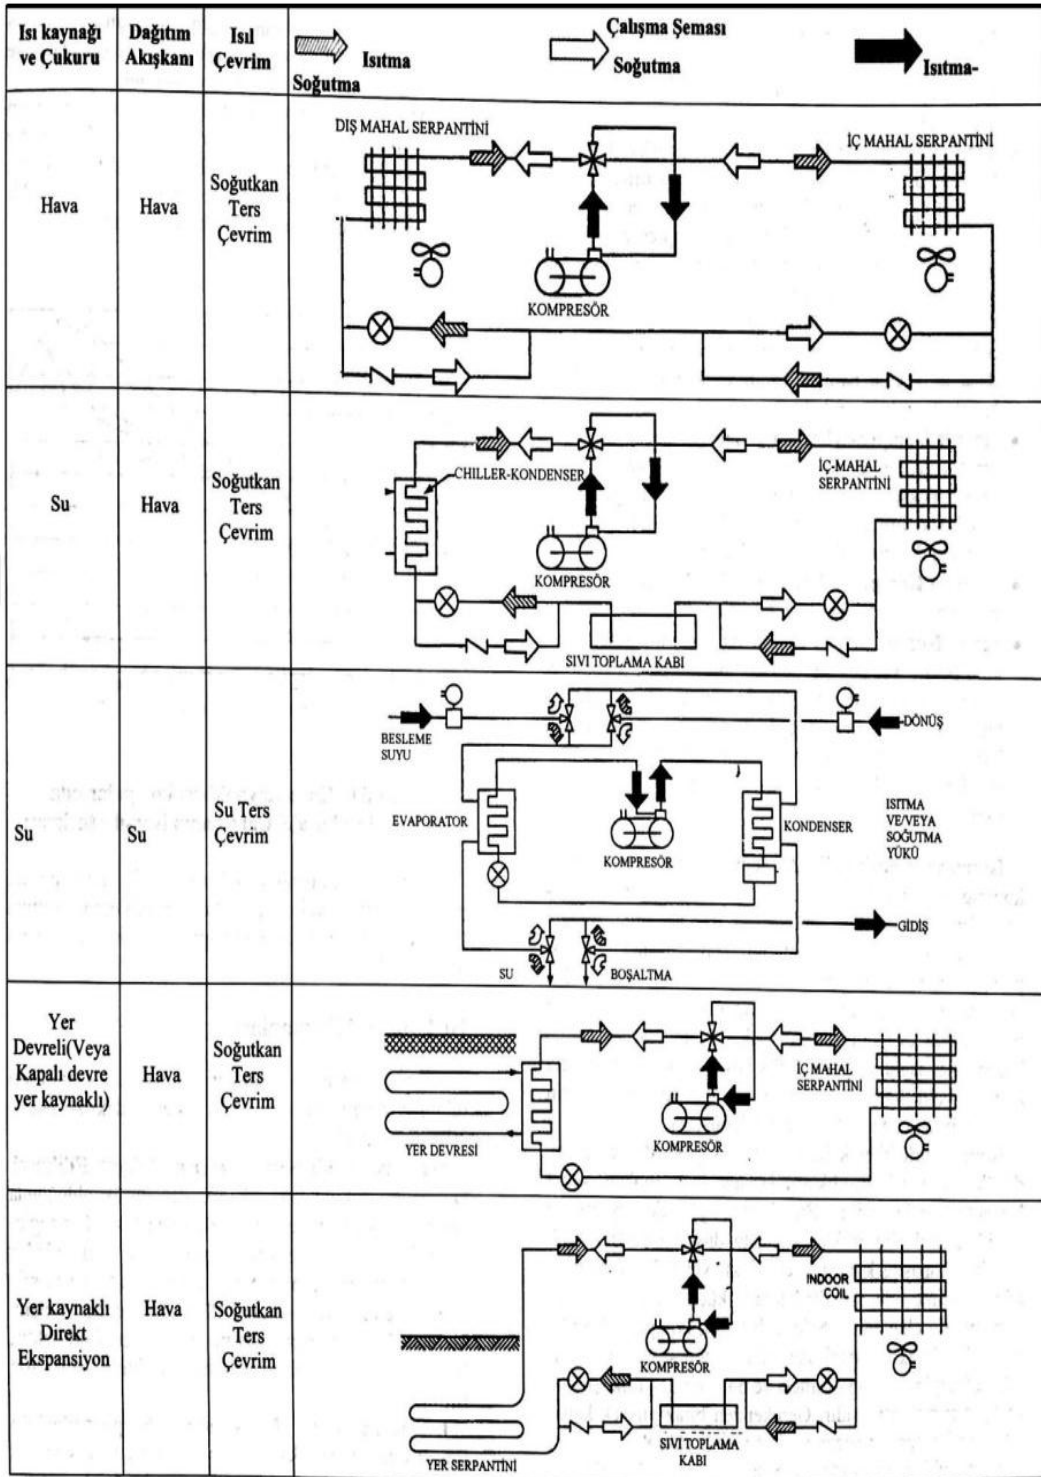 Isı kaynağı
ve Çukuru
Dağıtım
Akışkanı
Isıl
Çevrim
Çalışma Şeması
Isıtma
Soğutma
Isıtma-
Soğutma
Hava
Hava
Soğutkan
Ters
Çevrim
DIŞ MAHAL SERPANTİNİ
İÇ MAHAL SERPANTİNİ
KOMPRESÖR
Su
Hava
Soğutkan
Ters
Çevrim
CHILLER-KONDENSER
İÇ-MAHAL
SERPANTİNİ
KOMPRESÖR
SIVI TOPLAMA KABI
Su
Su
Su Ters
Çevrim
BESLEME
SUYU
DÖNÜŞ
EVAPORATOR
KOMPRESÖR
KONDENSER
ISITMA
VE/VEYA
SOĞUTMA
YÜKÜ
GİDİŞ
SU
BOŞALTMA
Yer
Devreli(Veya
Kapalı devre
yer kaynaklı)
Hava
Soğutkan
Ters
Çevrim
YER DEVRESİ
KOMPRESÖR
İÇ MAHAL
SERPANTİNİ
Yer kaynaklı
Direkt
Ekspansiyon
Hava
Soğutkan
Ters
Çevrim
INDOOR
COIL
KOMPRESÖR
SIVI TOPLAMA
KABI
YER SERPANTİNİ